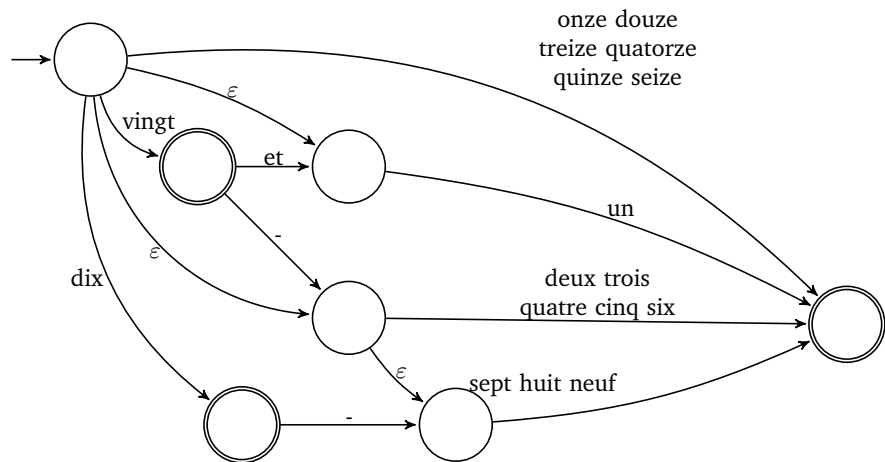 onze douze
treize quatorze
quinze seize
ε
vingt
et
un
-
ε
dix
deux trois
quatre cinq six
ε
sept huit neuf
-